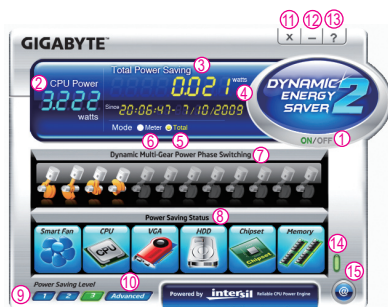 11 12 13
X – ?
GIGABYTE™
3
Total Power Saving
2 CPU Power
0.021 watts
4
3.222
watts
Since 20:06:47- 7/10/2009
Mode Meter Total
6 5
DYNAMIC
ENERGY
SAVER 2
ON/OFF 1
Dynamic Multi-Gear Power Phase Switching 7
Power Saving Status 8
Smart Fan CPU VGA HDD Chipset Memory
CPU
Chipset
14
10 15
Power Saving Level
9 1 2 3 Advanced
Powered by intersil Reliable CPU Power Engine
@